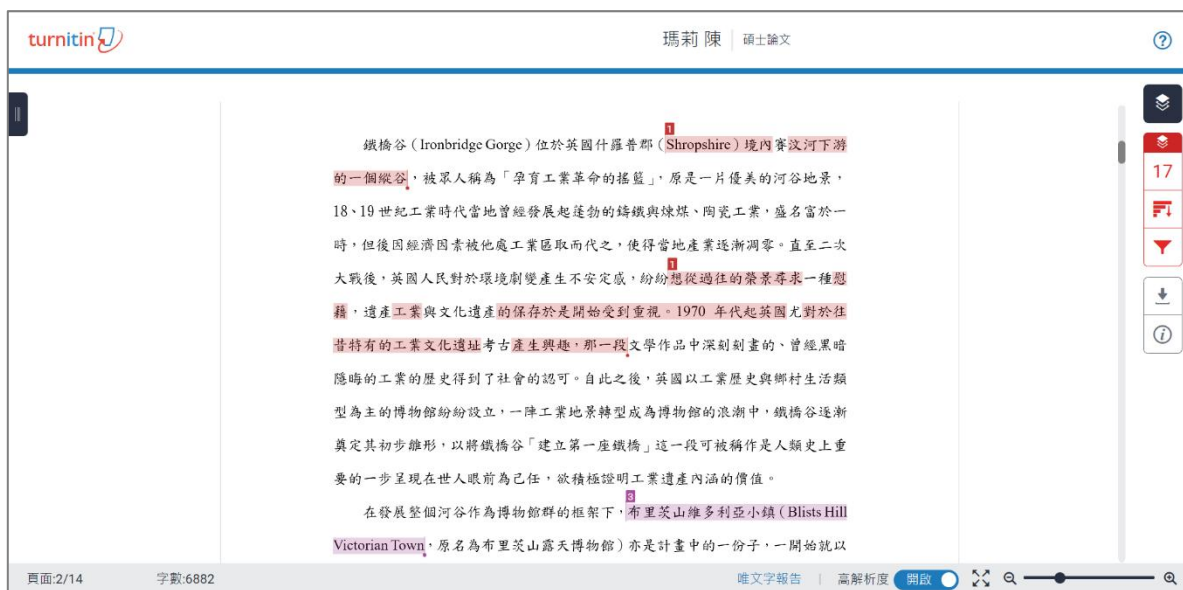 turnitin
瑪莉 陳 | 碩士論文
?
1
鐵橋谷（Ironbridge Gorge）位於英國什羅普郡（Shropshire）境內賽汶河下游
的一個縱谷，被眾人稱為「孕育工業革命的搖籃」，原是一片優美的河谷地景，
17
18、19 世紀工業時代當地曾經發展起蓬勃的鑄鐵與煉煤、陶瓷工業，盛名富於一
時，但後因經濟因素被他處工業區取而代之，使得當地產業逐漸凋零。直至二次
1
大戰後，英國人民對於環境劇變產生不安定感，紛紛想從過往的榮景尋求一種慰
藉，遺產工業與文化遺產的保存於是開始受到重視。1970 年代起英國尤對於往
昔特有的工業文化遺址考古產生興趣，那一段文學作品中深刻刻畫的、曾經黑暗
隱晦的工業的歷史得到了社會的認可。自此之後，英國以工業歷史與鄉村生活類
型為主的博物館紛紛設立，一陣工業地景轉型成為博物館的浪潮中，鐵橋谷逐漸
奠定其初步雛形，以將鐵橋谷「建立第一座鐵橋」這一段可被稱作是人類史上重
要的一步呈現在世人眼前為己任，欲積極證明工業遺產內涵的價值。
3
在發展整個河谷作為博物館群的框架下，布里茨山維多利亞小鎮（Blists Hill
Victorian Town，原名為布里茨山露天博物館）亦是計畫中的一份子，一開始就以
頁面:2/14 字數:6882 唯文字報告 | 高解析度 開啟